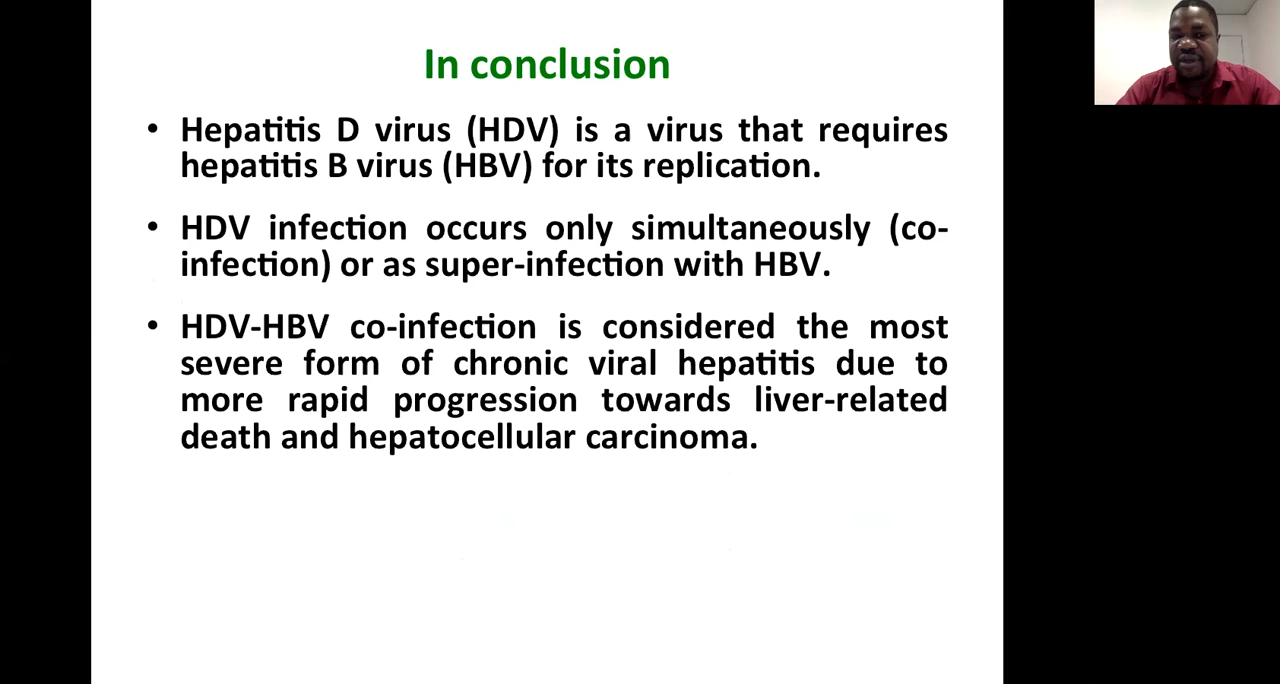 In conclusion
• Hepatitis D virus (HDV) is a virus that requires
hepatitis B virus (HBV) for its replication.
• HDV infection occurs only simultaneously (co-
infection) or as super-infection with HBV.
• HDV-HBV co-infection is considered the most
severe form of chronic viral hepatitis due to
more rapid progression towards liver-related
death and hepatocellular carcinoma.